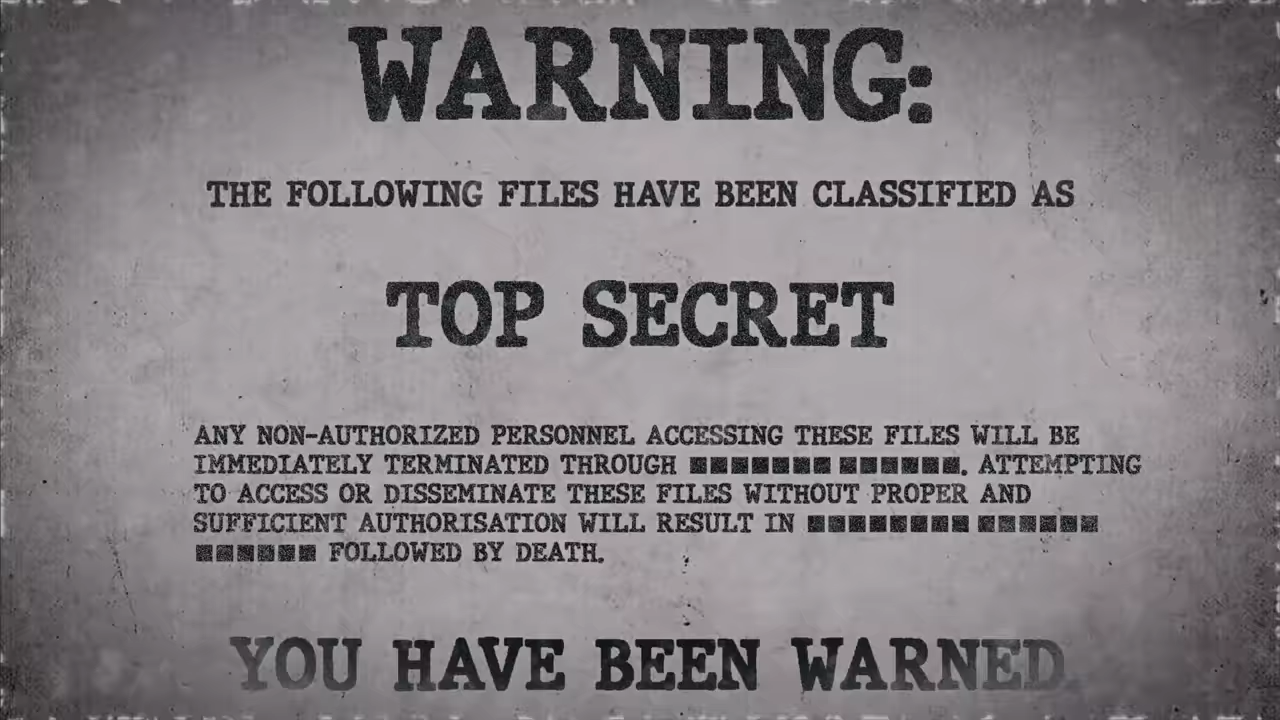 WARNING:
THE FOLLOWING FILES HAVE BEEN CLASSIFIED AS
TOP SECRET
ANY NON-AUTHORIZED PERSONNEL ACCESSING THESE FILES WILL BE
IMMEDIATELY TERMINATED THROUGH ■■■■■■■ ■■■■■■. ATTEMPTING
TO ACCESS OR DISSEMINATE THESE FILES WITHOUT PROPER AND
SUFFICIENT AUTHORISATION WILL RESULT IN ■■■■■■■■ ■■■■■■
■■■■■■ FOLLOWED BY DEATH.
YOU HAVE BEEN WARNED.